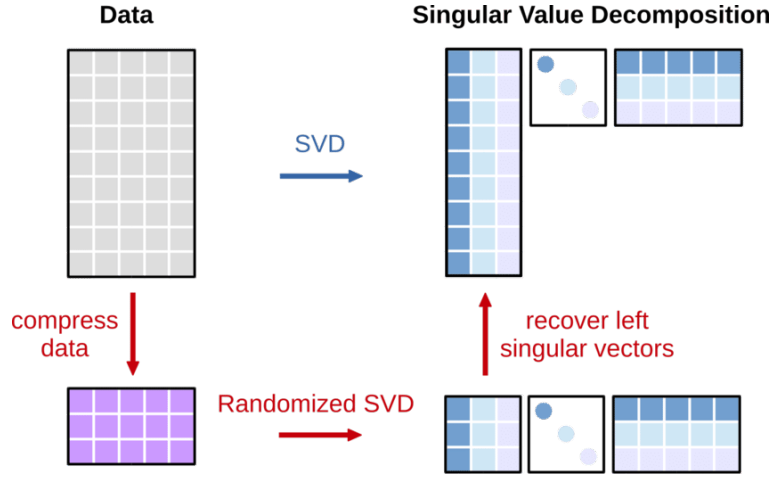 Data
Singular Value Decomposition
SVD
compress
data
recover left
singular vectors
Randomized SVD